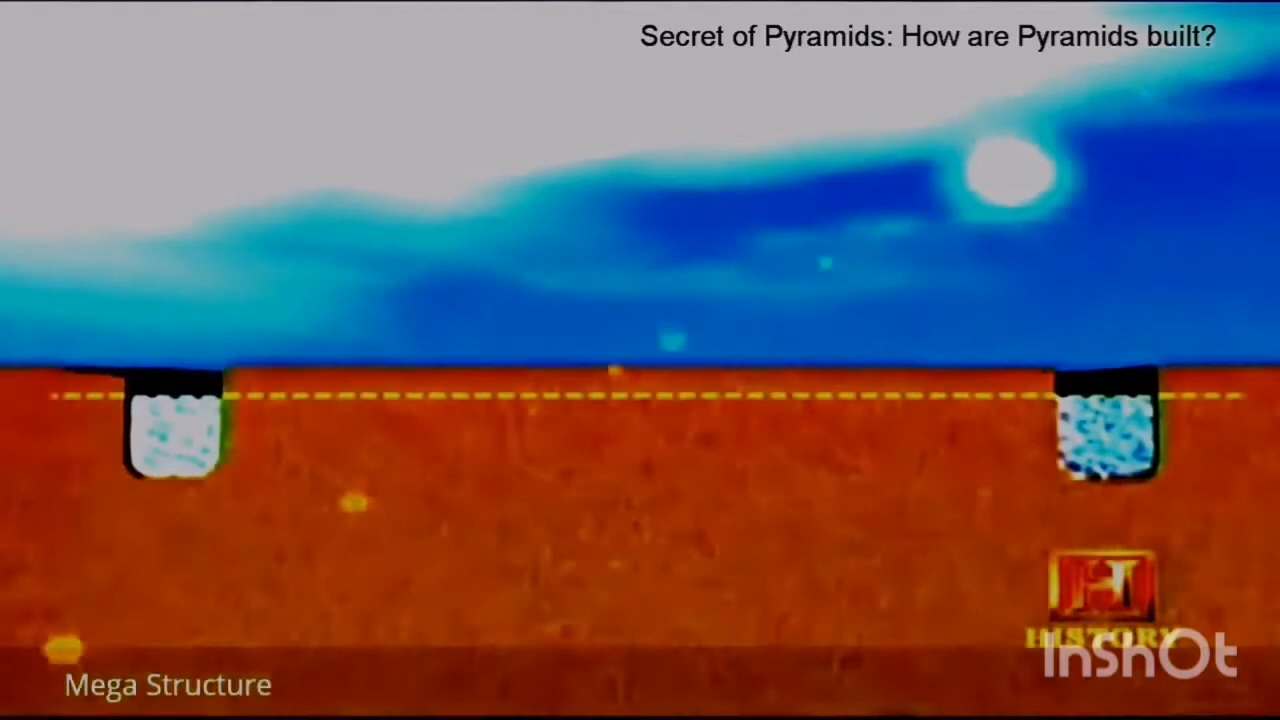 Secret of Pyramids: How are Pyramids built?
H
HISTORY
InShOt
Mega Structure